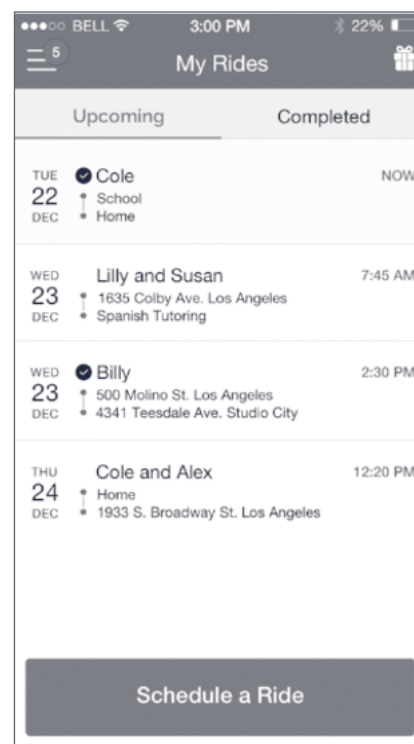 BELL 3:00 PM 22%
5 My Rides
Upcoming Completed
TUE 22 DEC
Cole NOW
School
Home
WED 23 DEC
Lilly and Susan 7:45 AM
1635 Colby Ave. Los Angeles
Spanish Tutoring
WED 23 DEC
Billy 2:30 PM
500 Molino St. Los Angeles
4341 Teesdale Ave. Studio City
THU 24 DEC
Cole and Alex 12:20 PM
Home
1933 S. Broadway St. Los Angeles
Schedule a Ride